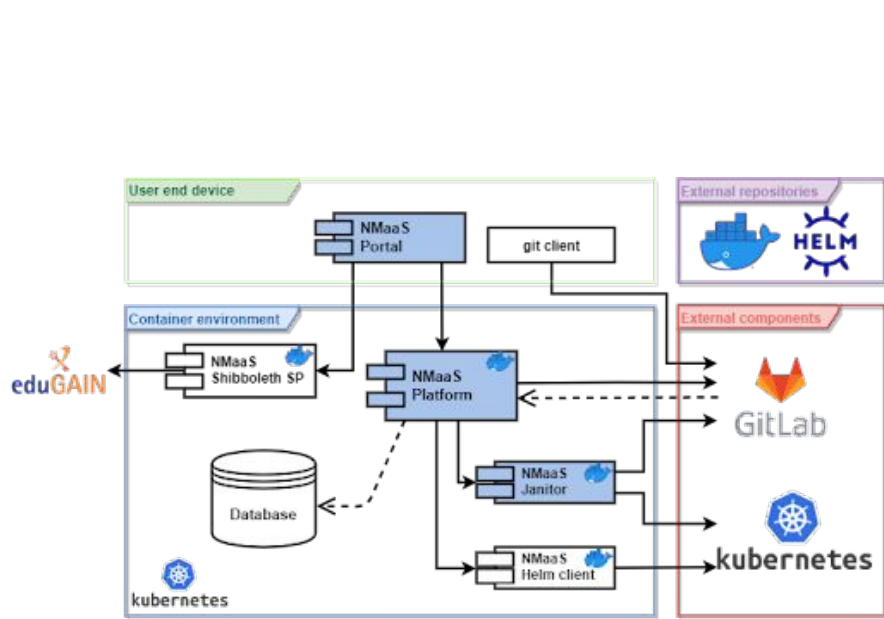 User end device
External repositories
NMaaS
Portal
git client
HELM
Container environment
External components
NMaaS
Shibboleth SP
eduGAIN
NMaaS
Platform
GitLab
NMaaS
Janitor
Database
NMaaS
Helm client
kubernetes
kubernetes